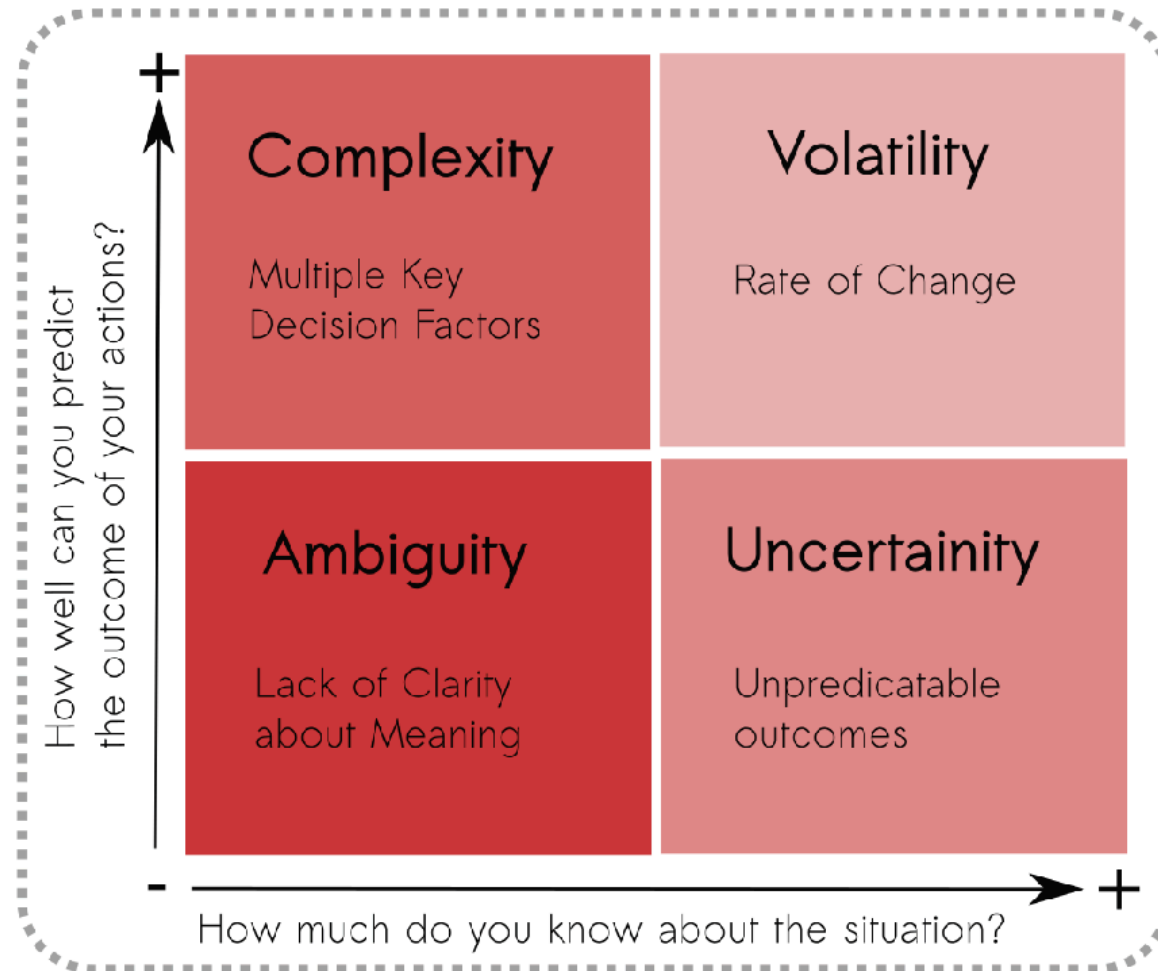 +
Complexity
Multiple Key
Decision Factors
Volatility
Rate of Change
How well can you predict
the outcome of your actions?
Ambiguity
Lack of Clarity
about Meaning
Uncertainity
Unpredicatable
outcomes
-
+
How much do you know about the situation?